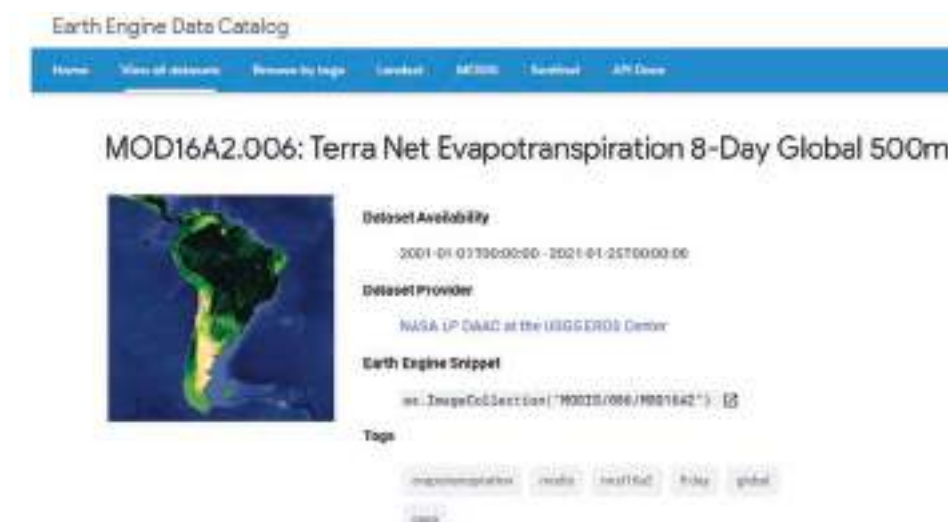 Earth Engine Data Catalog
Home View all datasets Browse by tags Landsat MODIS Sentinel API Docs
MOD16A2.006: Terra Net Evapotranspiration 8-Day Global 500m
Dataset Availability
2001-01-01T00:00:00 - 2021-01-25T00:00:00
Dataset Provider
NASA LP DAAC at the USGS EROS Center
Earth Engine Snippet
ee.ImageCollection("MODIS/006/MOD16A2")
Tags
evapotranspiration modis mod16a2 8-day global